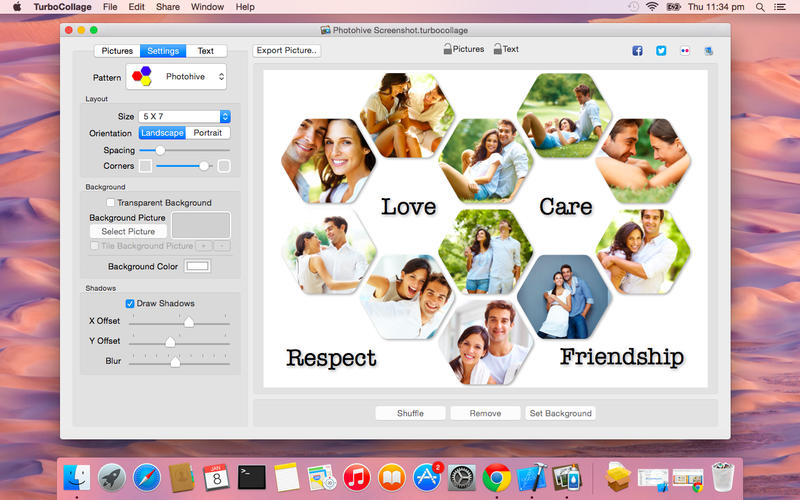 TurboCollage File Edit Share Window Help Thu 11:34 pm
Photohive Screenshot.turbocollage
Pictures Settings Text
Export Picture.. Pictures Text
Pattern Photohive
Layout
Size 5 X 7
Orientation Landscape Portrait
Spacing
Corners
Background
Transparent Background
Background Picture
Select Picture
Tile Background Picture + -
Background Color
Shadows
Draw Shadows
X Offset
Y Offset
Blur
Love Care
Respect Friendship
Shuffle Remove Set Background
JAN
8
2